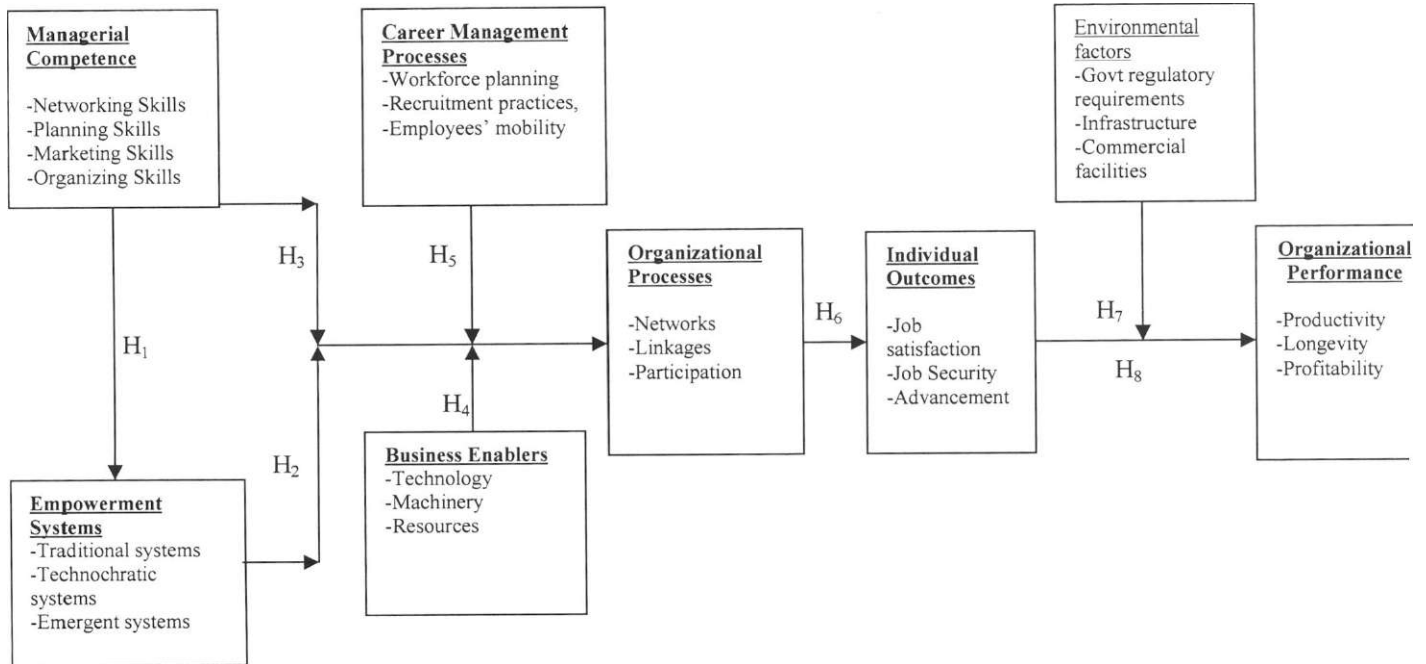 Managerial
Competence
-Networking Skills
-Planning Skills
-Marketing Skills
-Organizing Skills
Career Management
Processes
-Workforce planning
-Recruitment practices,
-Employees’ mobility
Environmental
factors
-Govt regulatory
requirements
-Infrastructure
-Commercial
facilities
H3
H5
H1
Organizational
Processes
-Networks
-Linkages
-Participation
H6
Individual
Outcomes
-Job
satisfaction
-Job Security
-Advancement
H7
H8
Organizational
Performance
-Productivity
-Longevity
-Profitability
H4
H2
Business Enablers
-Technology
-Machinery
-Resources
Empowerment
Systems
-Traditional systems
-Technochratic
systems
-Emergent systems